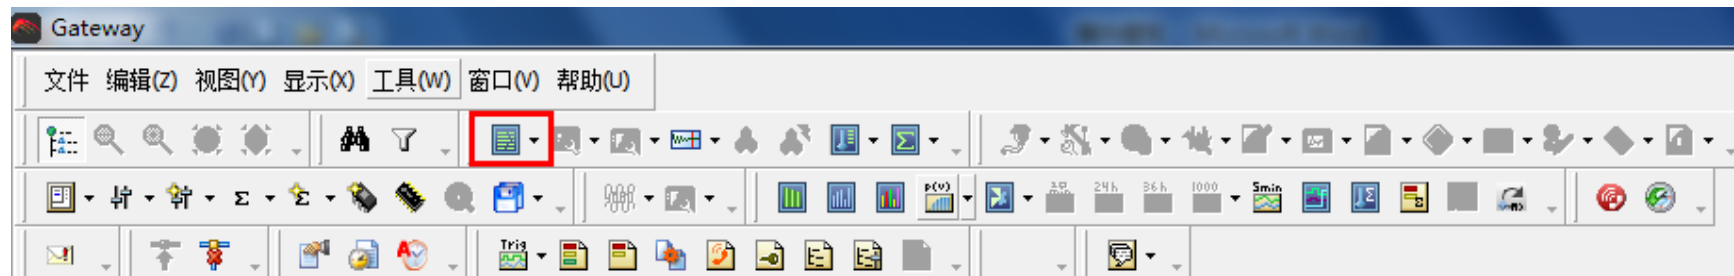 Gateway
文件 编辑(Z) 视图(Y) 显示(X) 工具(W) 窗口(V) 帮助(U)
Σ
Σ Σ p(v) 24h 36h 1000 5min Σ Σ
Trig